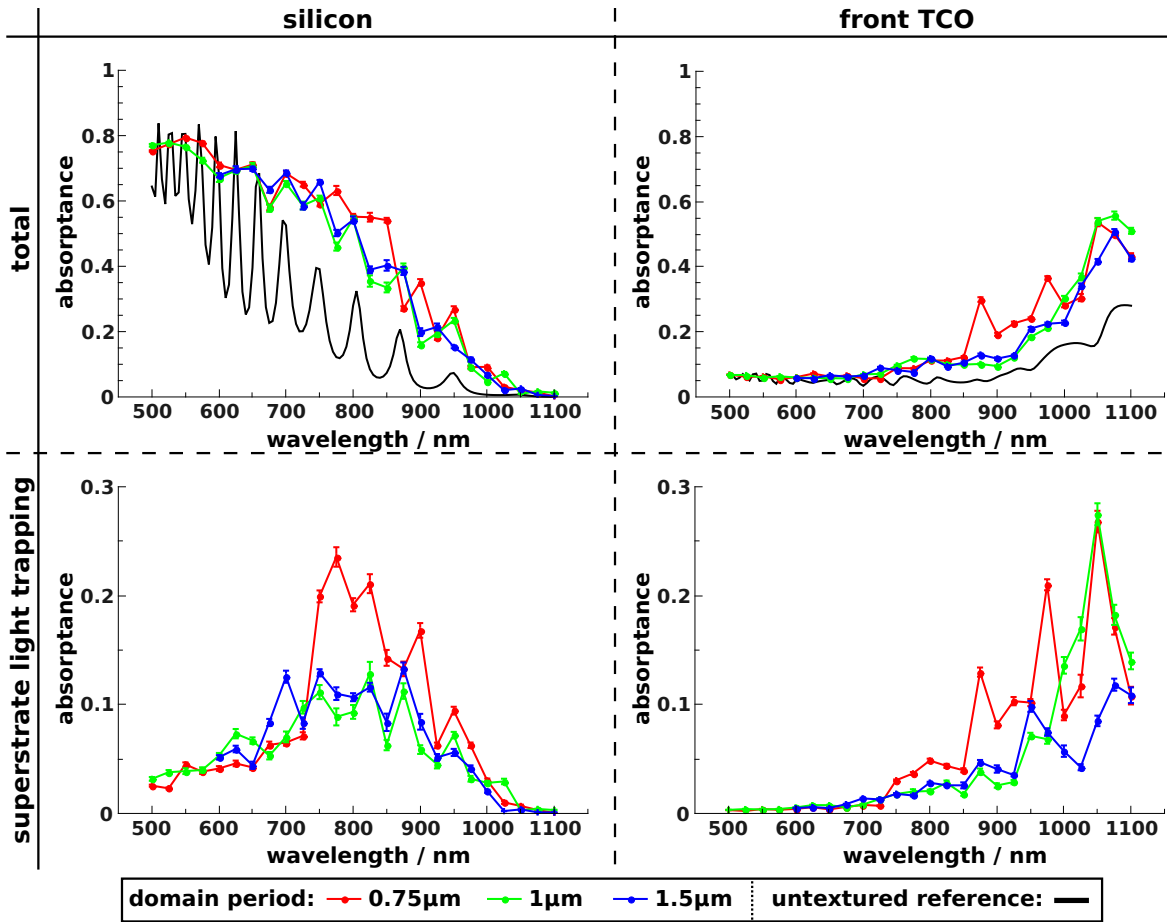 silicon
front TCO
total
superstrate light trapping
1
0.8
0.6
0.4
0.2
0
absorptance
500 600 700 800 900 1000 1100
wavelength / nm
1
0.8
0.6
0.4
0.2
0
absorptance
500 600 700 800 900 1000 1100
wavelength / nm
0.3
0.2
0.1
0
absorptance
500 600 700 800 900 1000 1100
wavelength / nm
0.3
0.2
0.1
0
absorptance
500 600 700 800 900 1000 1100
wavelength / nm
domain period: 0.75μm 1μm 1.5μm untextured reference: